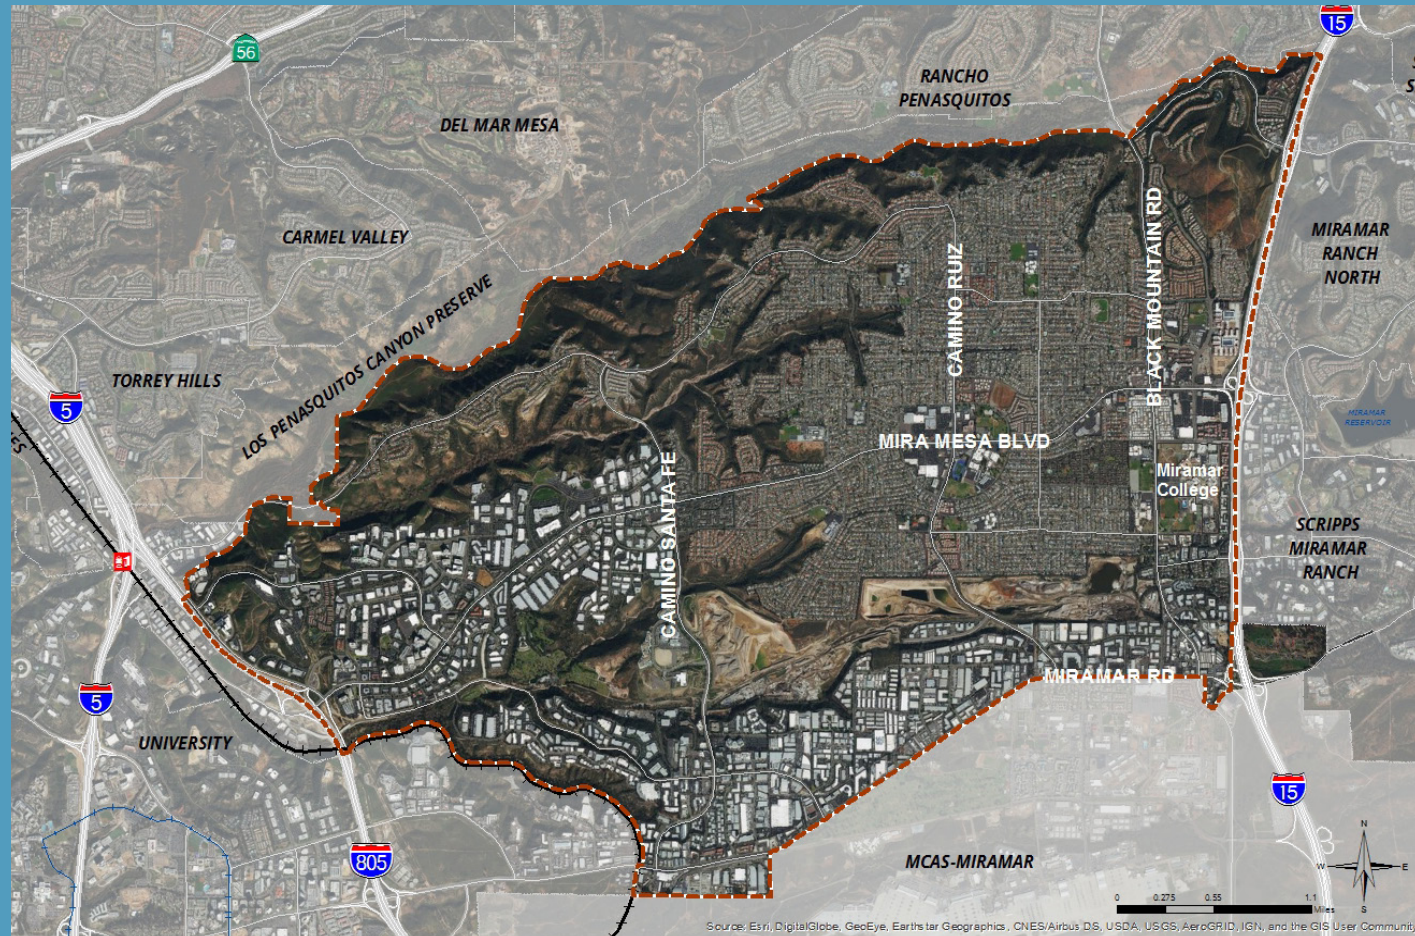 15
56
RANCHO
PENASQUITOS
DEL MAR MESA
CARMEL VALLEY
MIRAMAR
RANCH
NORTH
BLACK MOUNTAIN RD
CAMINO RUIZ
LOS PENASQUITOS CANYON PRESERVE
TORREY HILLS
5
MIRAMAR
RESERVOIR
MIRA MESA BLVD
CAMINO SANTA FE
Miramar
College
SCRIPPS
MIRAMAR
RANCH
MIRAMAR RD
5
UNIVERSITY
15
805
MCAS-MIRAMAR
N
W
E
S
0 0.275 0.55 1.1
Miles
Source: Esri, DigitalGlobe, GeoEye, Earthstar Geographics, CNES/Airbus DS, USDA, USGS, AeroGRID, IGN, and the GIS User Community